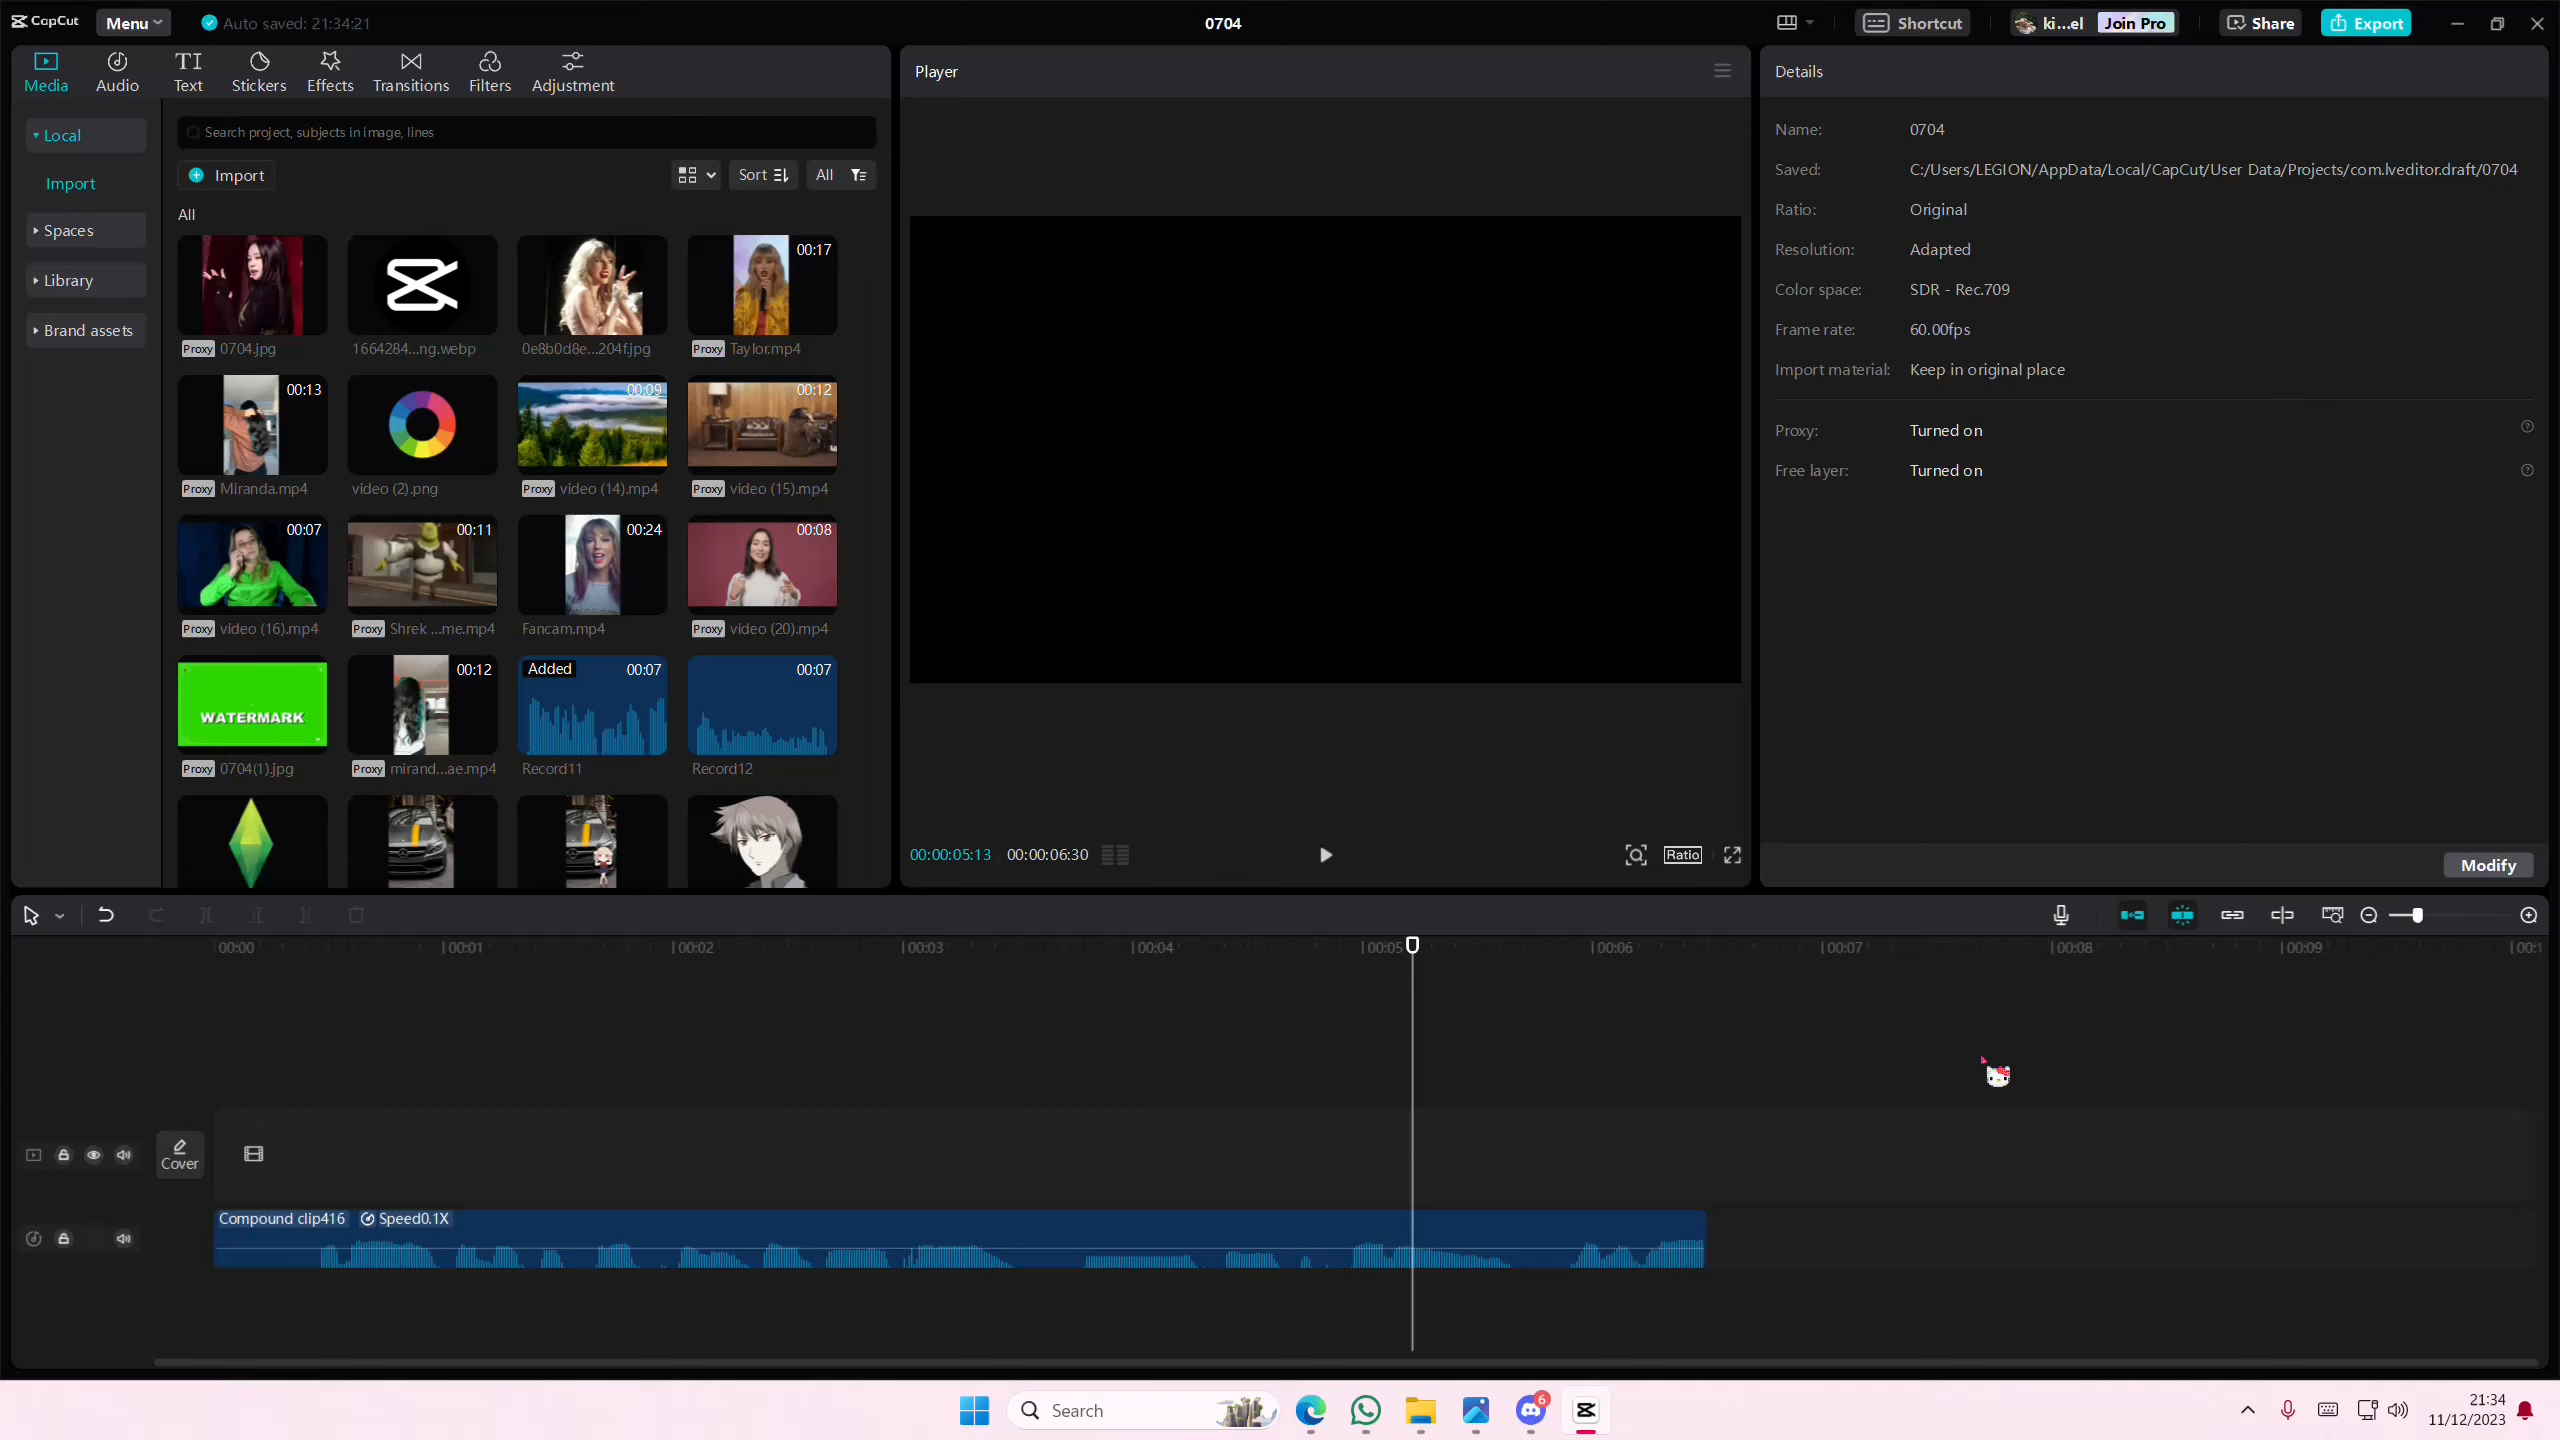 CapCut Menu Auto saved: 21:34:21 0704 Shortcut ki...el Join Pro Share Export
Media Audio Text Stickers Effects Transitions Filters Adjustment
Local
Import
Spaces
Library
Brand assets
Search project, subjects in image, lines
Import Sort All
All
00:17
Proxy 0704.jpg 1664284...ng.webp 0e8b0d8e...204f.jpg Proxy Taylor.mp4
00:13 00:09 00:12
Proxy Miranda.mp4 video (2).png Proxy video (14).mp4 Proxy video (15).mp4
00:07 00:11 00:24 00:08
Proxy video (16).mp4 Proxy Shrek ...me.mp4 Fancam.mp4 Proxy video (20).mp4
WATERMARK
00:12 Added 00:07 00:07
Proxy 0704(1).jpg Proxy mirand...ae.mp4 Record11 Record12
Player
00:00:05:13 00:00:06:30
Ratio
Details
Name: 0704
Saved: C:/Users/LEGION/AppData/Local/CapCut/User Data/Projects/com.lveditor.draft/0704
Ratio: Original
Resolution: Adapted
Color space: SDR - Rec.709
Frame rate: 60.00fps
Import material: Keep in original place
Proxy: Turned on
Free layer: Turned on
Modify
00:00 00:01 00:02 00:03 00:04 00:05 00:06 00:07 00:08 00:09 00:1
Cover
Compound clip416 Speed0.1X
Search
6
21:34
11/12/2023